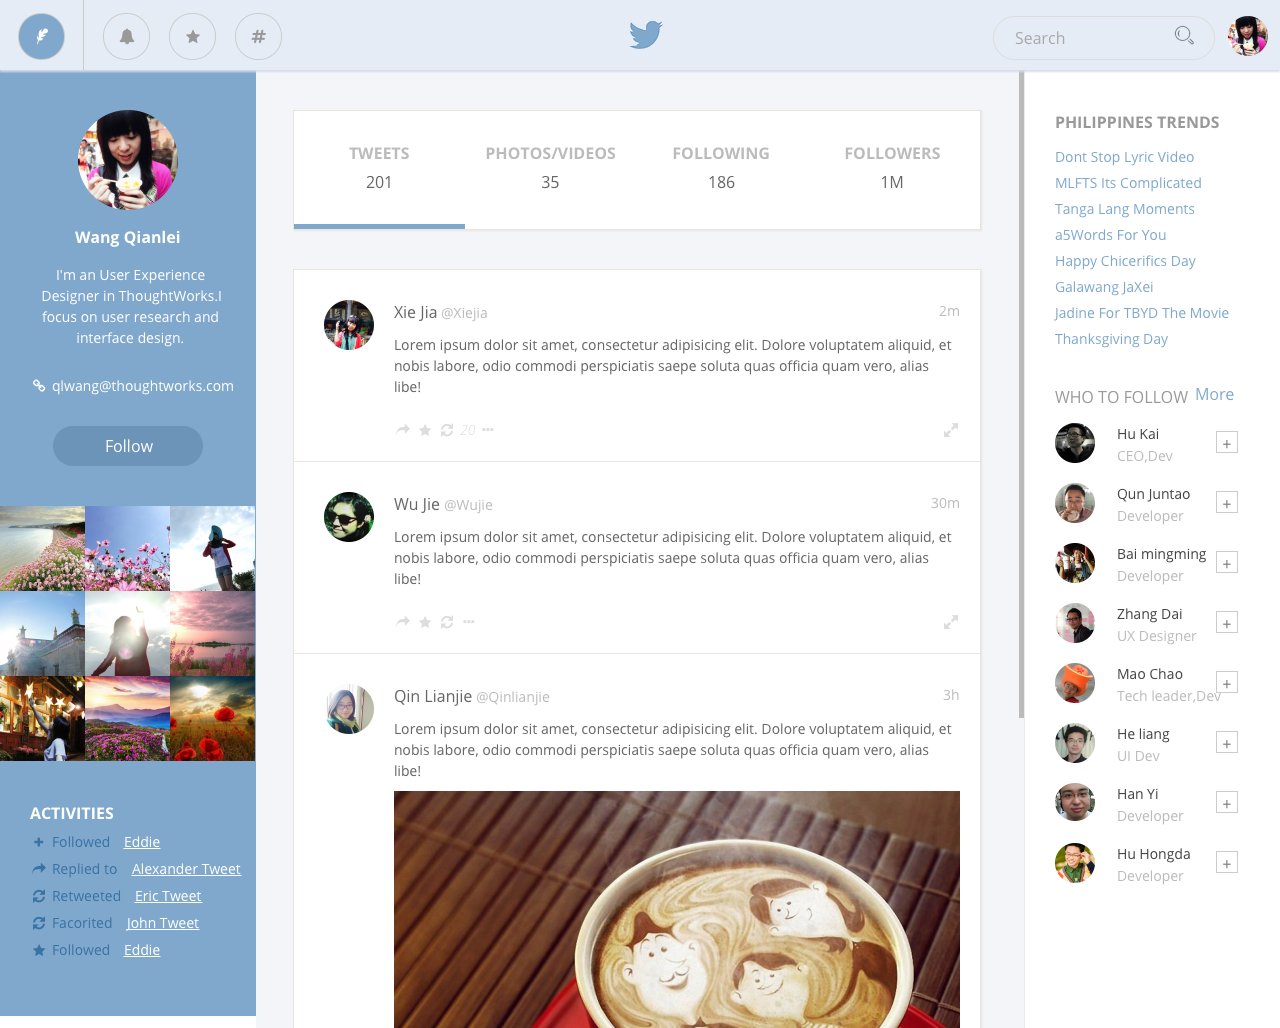 #
Search
Wang Qianlei
I'm an User Experience
Designer in ThoughtWorks.I
focus on user research and
interface design.
qlwang@thoughtworks.com
Follow
ACTIVITIES
Followed Eddie
Replied to Alexander Tweet
Retweeted Eric Tweet
Facorited John Tweet
Followed Eddie
TWEETS PHOTOS/VIDEOS FOLLOWING FOLLOWERS
201 35 186 1M
Xie Jia @Xiejia 2m
Lorem ipsum dolor sit amet, consectetur adipisicing elit. Dolore voluptatem aliquid, et
nobis labore, odio commodi perspiciatis saepe soluta quas officia quam vero, alias
libe!
20
Wu Jie @Wujie 30m
Lorem ipsum dolor sit amet, consectetur adipisicing elit. Dolore voluptatem aliquid, et
nobis labore, odio commodi perspiciatis saepe soluta quas officia quam vero, alias
libe!
Qin Lianjie @Qinlianjie 3h
Lorem ipsum dolor sit amet, consectetur adipisicing elit. Dolore voluptatem aliquid, et
nobis labore, odio commodi perspiciatis saepe soluta quas officia quam vero, alias
libe!
PHILIPPINES TRENDS
Dont Stop Lyric Video
MLFTS Its Complicated
Tanga Lang Moments
a5Words For You
Happy Chicerifics Day
Galawang JaXei
Jadine For TBYD The Movie
Thanksgiving Day
WHO TO FOLLOW More
Hu Kai
CEO,Dev
Qun Juntao
Developer
Bai mingming
Developer
Zhang Dai
UX Designer
Mao Chao
Tech leader,Dev
He liang
UI Dev
Han Yi
Developer
Hu Hongda
Developer